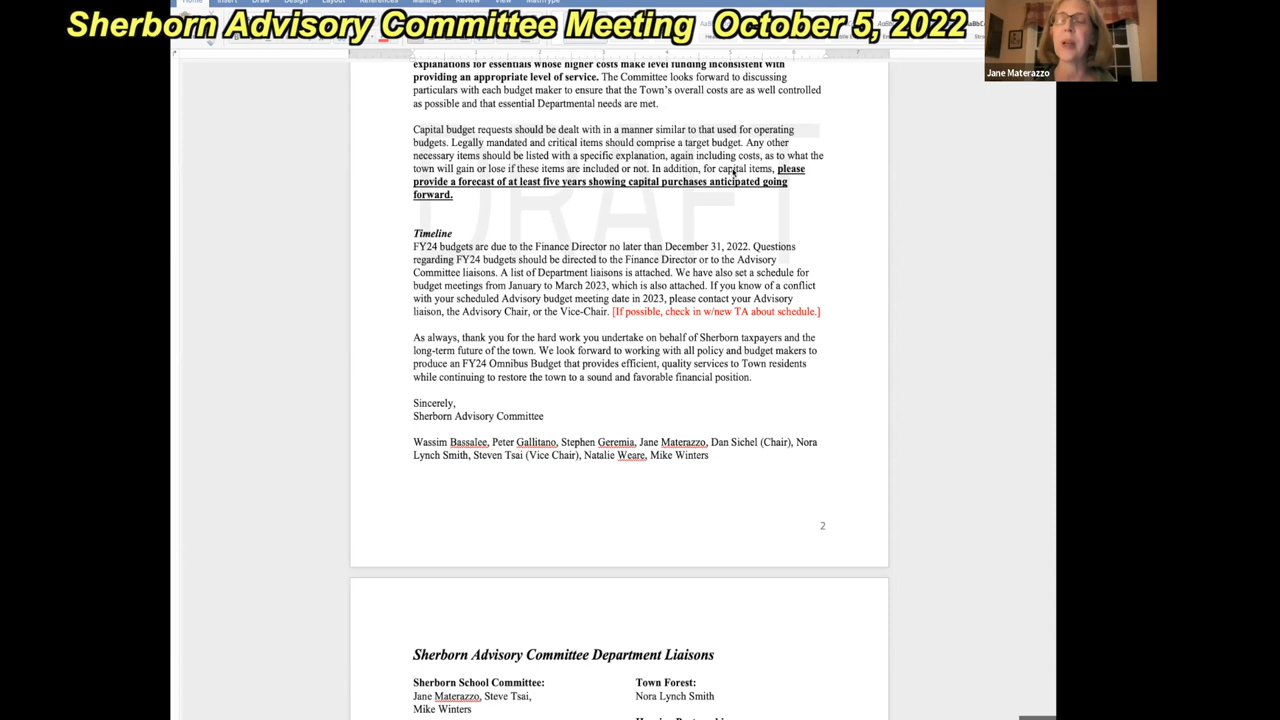 Home Insert Draw Design Layout References Mailings Review View
Sherborn Advisory Committee Meeting October 5, 2022
Jane Materazzo
explanations for essentials whose higher costs make level funding inconsistent with
providing an appropriate level of service. The Committee looks forward to discussing
particulars with each budget maker to ensure that the Town's overall costs are as well controlled
as possible and that essential Departmental needs are met.
Capital budget requests should be dealt with in a manner similar to that used for operating
budgets. Legally mandated and critical items should comprise a target budget. Any other
necessary items should be listed with a specific explanation, again including costs, as to what the
town will gain or lose if these items are included or not. In addition, for capital items, please
provide a forecast of at least five years showing capital purchases anticipated going
forward.
DRAFT
Timeline
FY24 budgets are due to the Finance Director no later than December 31, 2022. Questions
regarding FY24 budgets should be directed to the Finance Director or to the Advisory
Committee liaisons. A list of Department liaisons is attached. We have also set a schedule for
budget meetings from January to March 2023, which is also attached. If you know of a conflict
with your scheduled Advisory budget meeting date in 2023, please contact your Advisory
liaison, the Advisory Chair, or the Vice-Chair. [If possible, check in w/new TA about schedule.]
As always, thank you for the hard work you undertake on behalf of Sherborn taxpayers and the
long-term future of the town. We look forward to working with all policy and budget makers to
produce an FY24 Omnibus Budget that provides efficient, quality services to Town residents
while continuing to restore the town to a sound and favorable financial position.
Sincerely,
Sherborn Advisory Committee
Wassim Bassalee, Peter Gallitano, Stephen Geremia, Jane Materazzo, Dan Sichel (Chair), Nora
Lynch Smith, Steven Tsai (Vice Chair), Natalie Weare, Mike Winters
2
Sherborn Advisory Committee Department Liaisons
Sherborn School Committee:
Jane Materazzo, Steve Tsai,
Mike Winters
Town Forest:
Nora Lynch Smith